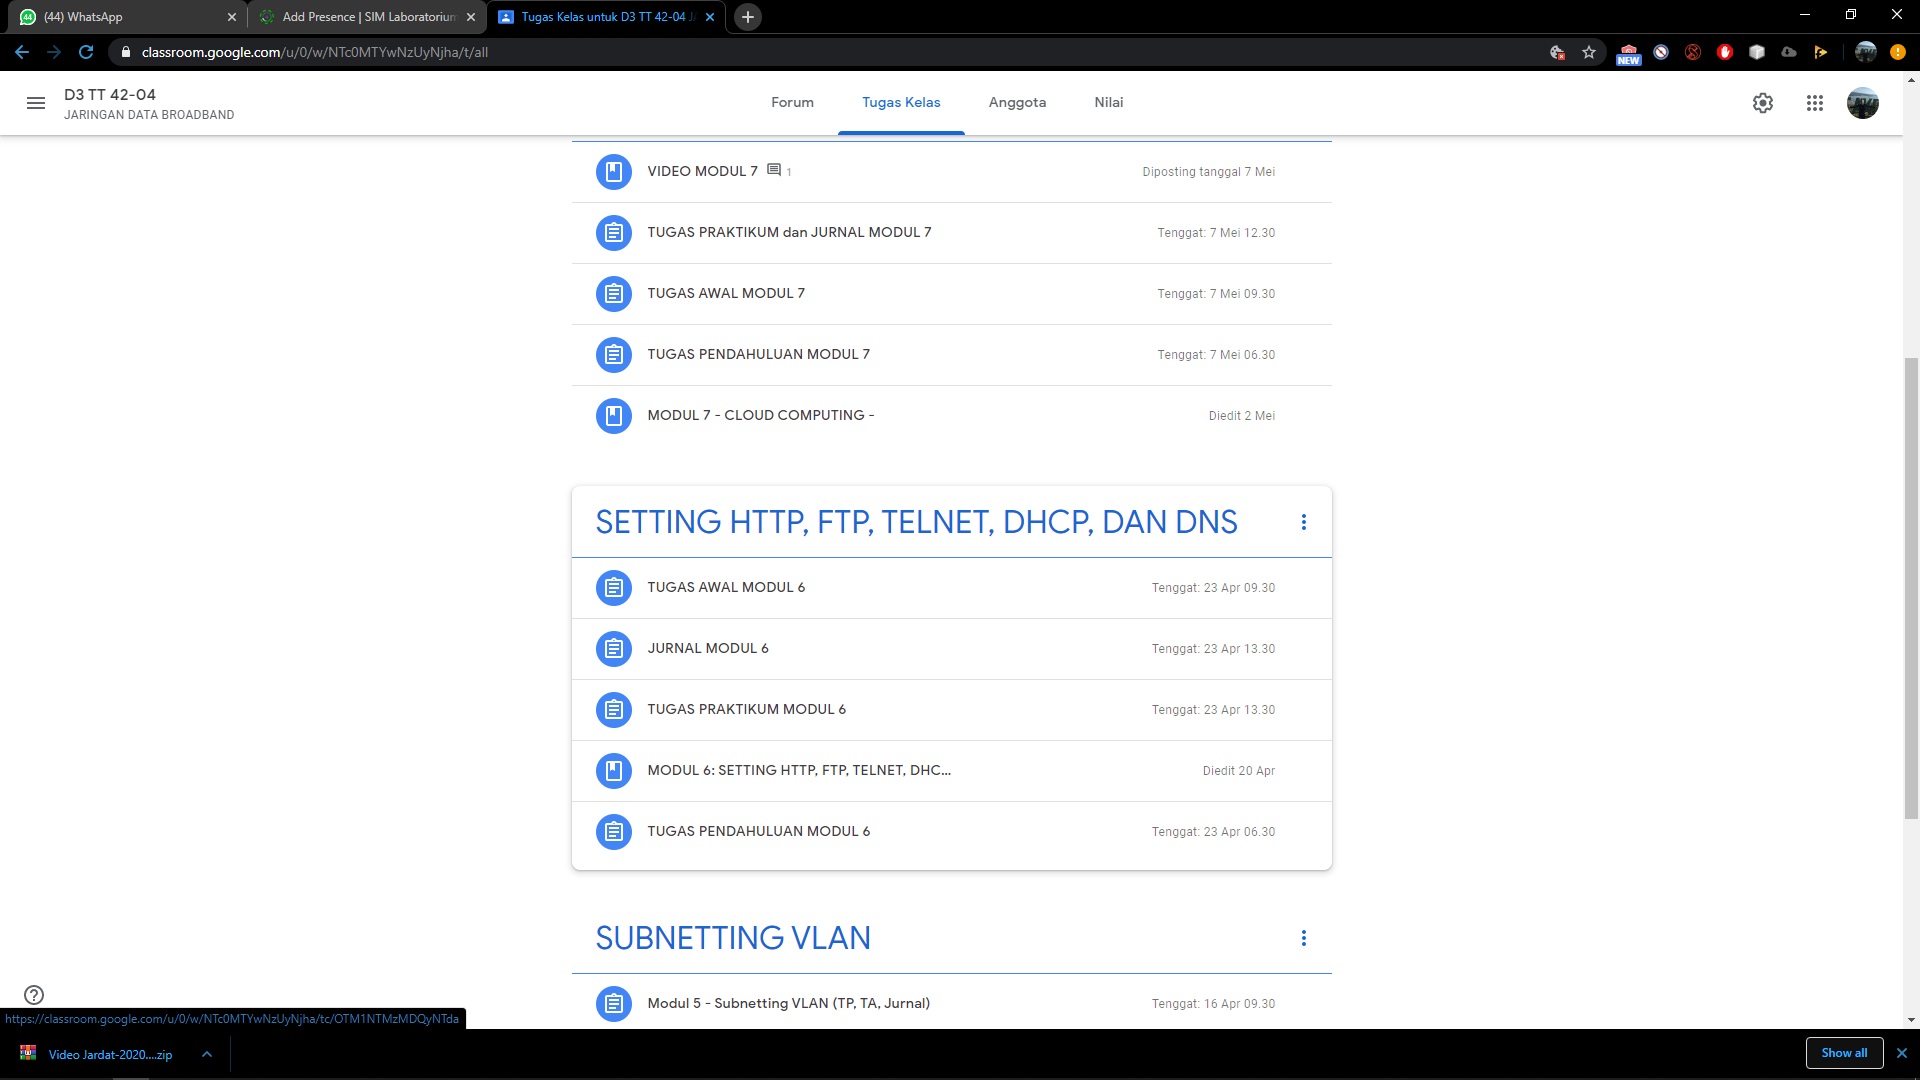 (44) WhatsApp
Add Presence | SIM Laboratorium
Tugas Kelas untuk D3 TT 42-04 J
classroom.google.com/u/0/w/NTc0MTYwNzUyNjha/t/all
NEW
D3 TT 42-04
JARINGAN DATA BROADBAND
Forum
Tugas Kelas
Anggota
Nilai
VIDEO MODUL 7 1 Diposting tanggal 7 Mei
TUGAS PRAKTIKUM dan JURNAL MODUL 7 Tenggat: 7 Mei 12.30
TUGAS AWAL MODUL 7 Tenggat: 7 Mei 09.30
TUGAS PENDAHULUAN MODUL 7 Tenggat: 7 Mei 06.30
MODUL 7 - CLOUD COMPUTING - Diedit 2 Mei
SETTING HTTP, FTP, TELNET, DHCP, DAN DNS
TUGAS AWAL MODUL 6 Tenggat: 23 Apr 09.30
JURNAL MODUL 6 Tenggat: 23 Apr 13.30
TUGAS PRAKTIKUM MODUL 6 Tenggat: 23 Apr 13.30
MODUL 6: SETTING HTTP, FTP, TELNET, DHC... Diedit 20 Apr
TUGAS PENDAHULUAN MODUL 6 Tenggat: 23 Apr 06.30
SUBNETTING VLAN
Modul 5 - Subnetting VLAN (TP, TA, Jurnal) Tenggat: 16 Apr 09.30
https://classroom.google.com/u/0/w/NTc0MTYwNzUyNjha/tc/OTM1NTMzMDQyNTda
Video Jardat-2020....zip
Show all